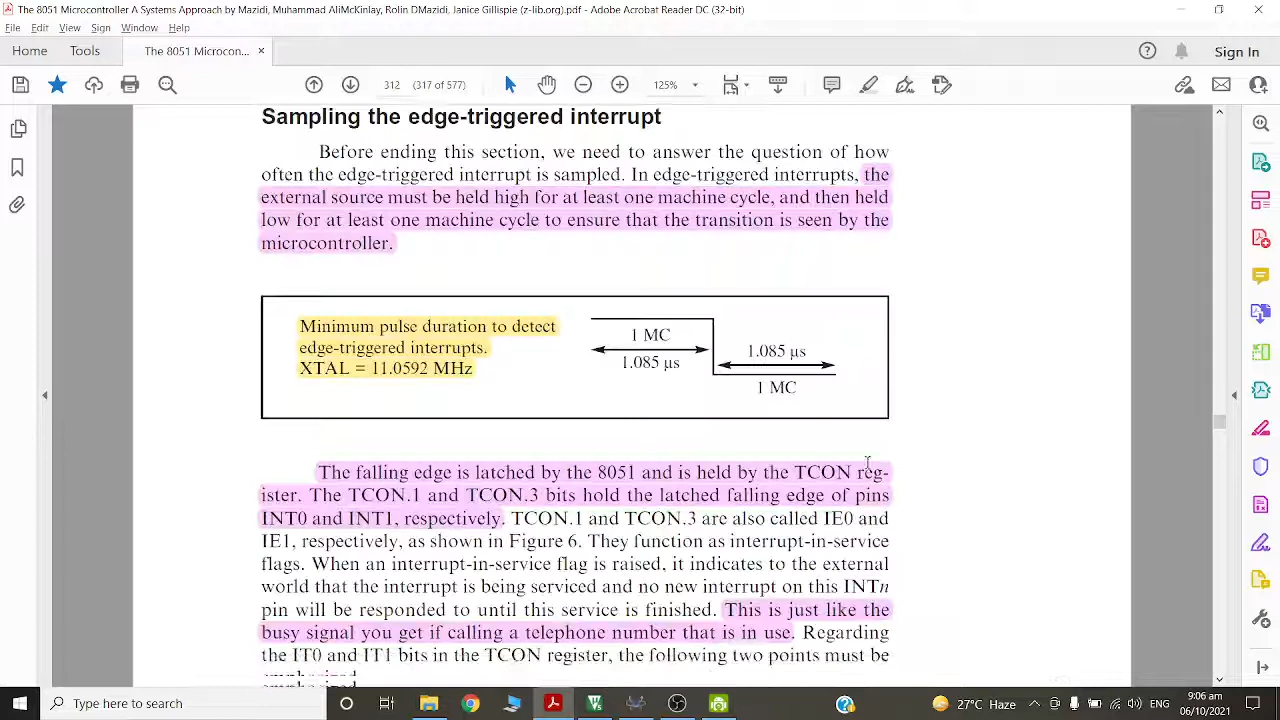 The 8051 Microcontroller A Systems Approach by Mazidi, Muhammad AliMcKinlay, Rolin DMazidi, Janice Gillispie (z-lib.org).pdf - Adobe Acrobat Reader DC (32-bit)
File Edit View Sign Window Help
Home Tools The 8051 Microcon... × Sign In
312 (317 of 577) 125%
Sampling the edge-triggered interrupt
Before ending this section, we need to answer the question of how
often the edge-triggered interrupt is sampled. In edge-triggered interrupts, the
external source must be held high for at least one machine cycle, and then held
low for at least one machine cycle to ensure that the transition is seen by the
microcontroller.
Minimum pulse duration to detect
edge-triggered interrupts.
XTAL = 11.0592 MHz
1 MC
1.085 µs
1.085 µs
1 MC
The falling edge is latched by the 8051 and is held by the TCON reg-
ister. The TCON.1 and TCON.3 bits hold the latched falling edge of pins
INT0 and INT1, respectively. TCON.1 and TCON.3 are also called IE0 and
IE1, respectively, as shown in Figure 6. They function as interrupt-in-service
flags. When an interrupt-in-service flag is raised, it indicates to the external
world that the interrupt is being serviced and no new interrupt on this INTn
pin will be responded to until this service is finished. This is just like the
busy signal you get if calling a telephone number that is in use. Regarding
the IT0 and IT1 bits in the TCON register, the following two points must be
emphasized
Type here to search
27°C Haze
9:06 am
06/10/2021